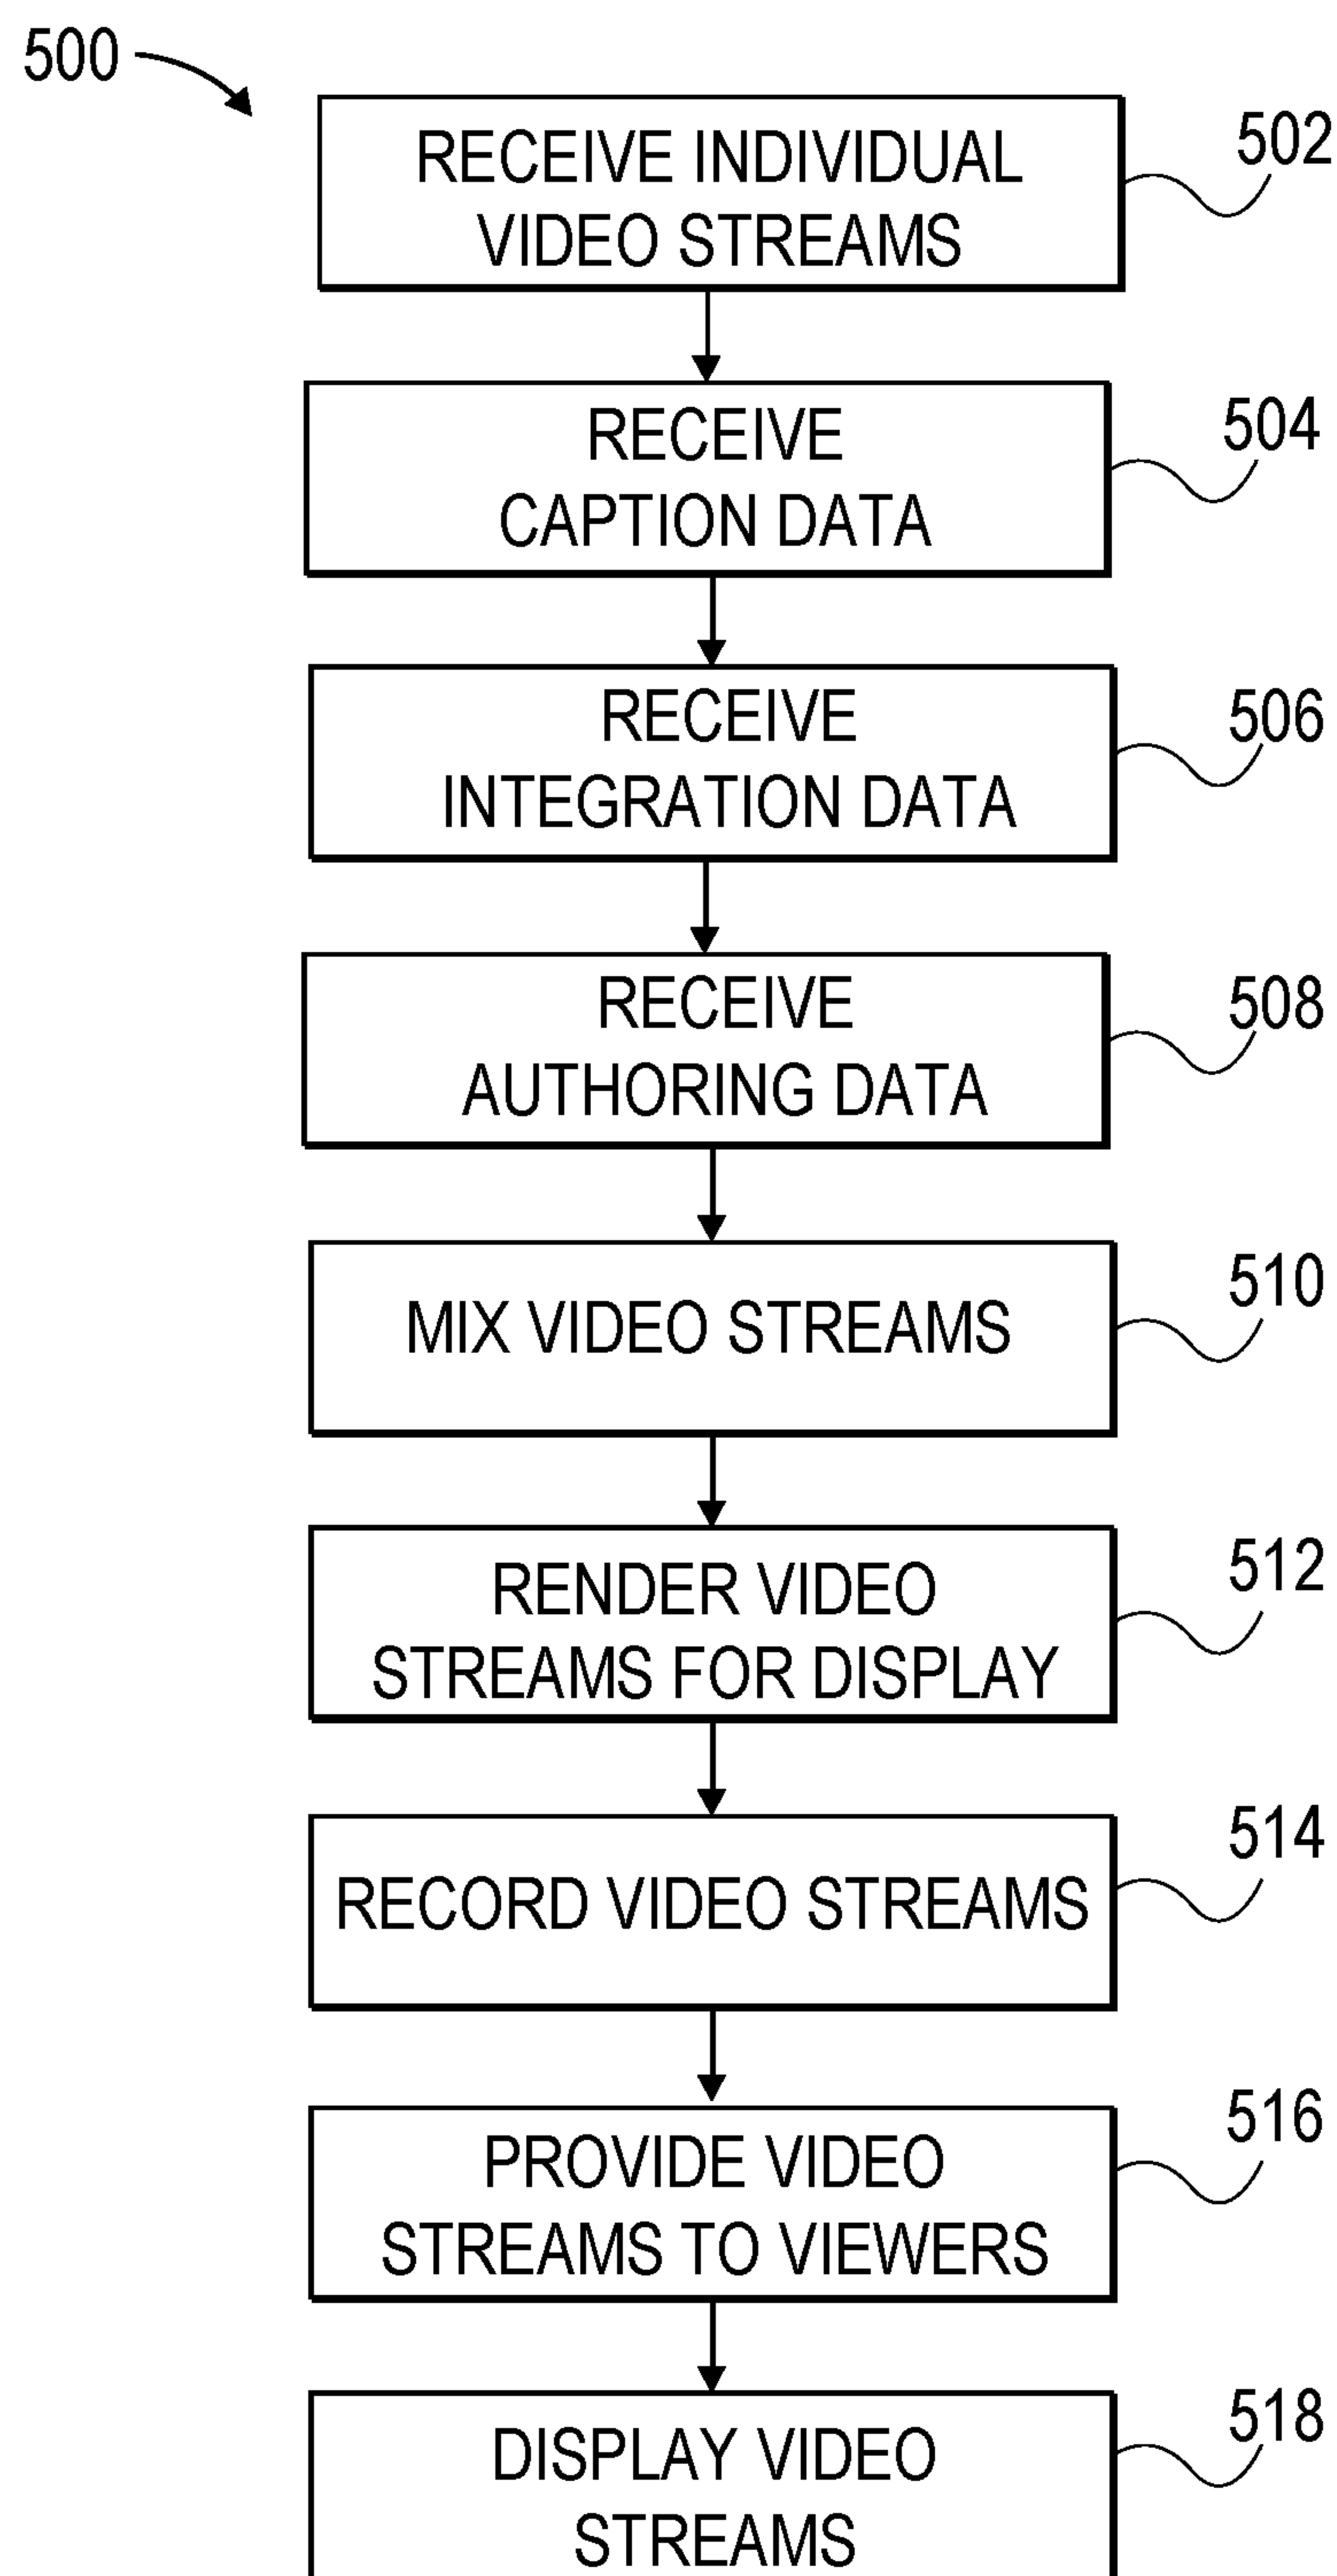 500
RECEIVE INDIVIDUAL
VIDEO STREAMS
502
RECEIVE
CAPTION DATA
504
RECEIVE
INTEGRATION DATA
506
RECEIVE
AUTHORING DATA
508
MIX VIDEO STREAMS
510
RENDER VIDEO
STREAMS FOR DISPLAY
512
RECORD VIDEO STREAMS
514
PROVIDE VIDEO
STREAMS TO VIEWERS
516
DISPLAY VIDEO
STREAMS
518